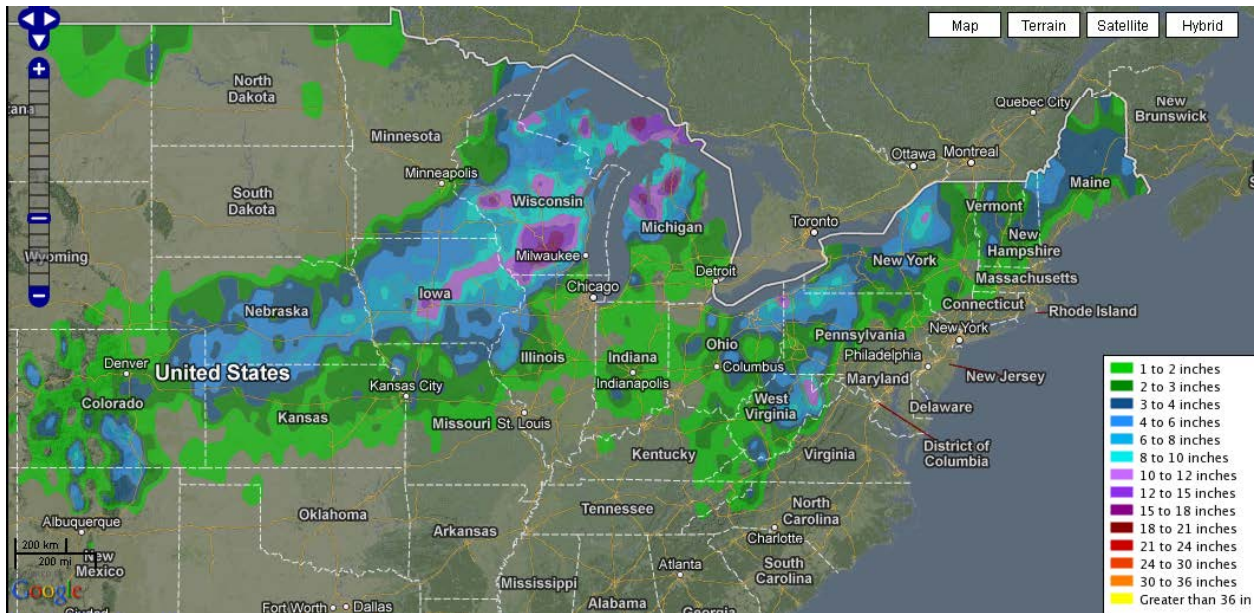 Map
Terrain
Satellite
Hybrid
North
Dakota
Minnesota
Minneapolis
South
Dakota
Wyoming
Wisconsin
Milwaukee
Michigan
Detroit
Chicago
Iowa
Nebraska
Denver
United States
Colorado
Kansas
Kansas City
Missouri
St. Louis
Illinois
Indiana
Indianapolis
Ohio
Columbus
Kentucky
West
Virginia
Virginia
Pennsylvania
Philadelphia
Maryland
New York
New York
Toronto
Ottawa
Montreal
Quebec City
New
Brunswick
Maine
Vermont
New
Hampshire
Massachusetts
Connecticut
Rhode Island
New Jersey
Delaware
District of
Columbia
Tennessee
North
Carolina
Charlotte
South
Carolina
Atlanta
Georgia
Alabama
Mississippi
Arkansas
Oklahoma
Albuquerque
New
Mexico
Fort Worth
Dallas
200 km
200 mi
Google
1 to 2 inches
2 to 3 inches
3 to 4 inches
4 to 6 inches
6 to 8 inches
8 to 10 inches
10 to 12 inches
12 to 15 inches
15 to 18 inches
18 to 21 inches
21 to 24 inches
24 to 30 inches
30 to 36 inches
Greater than 36 in